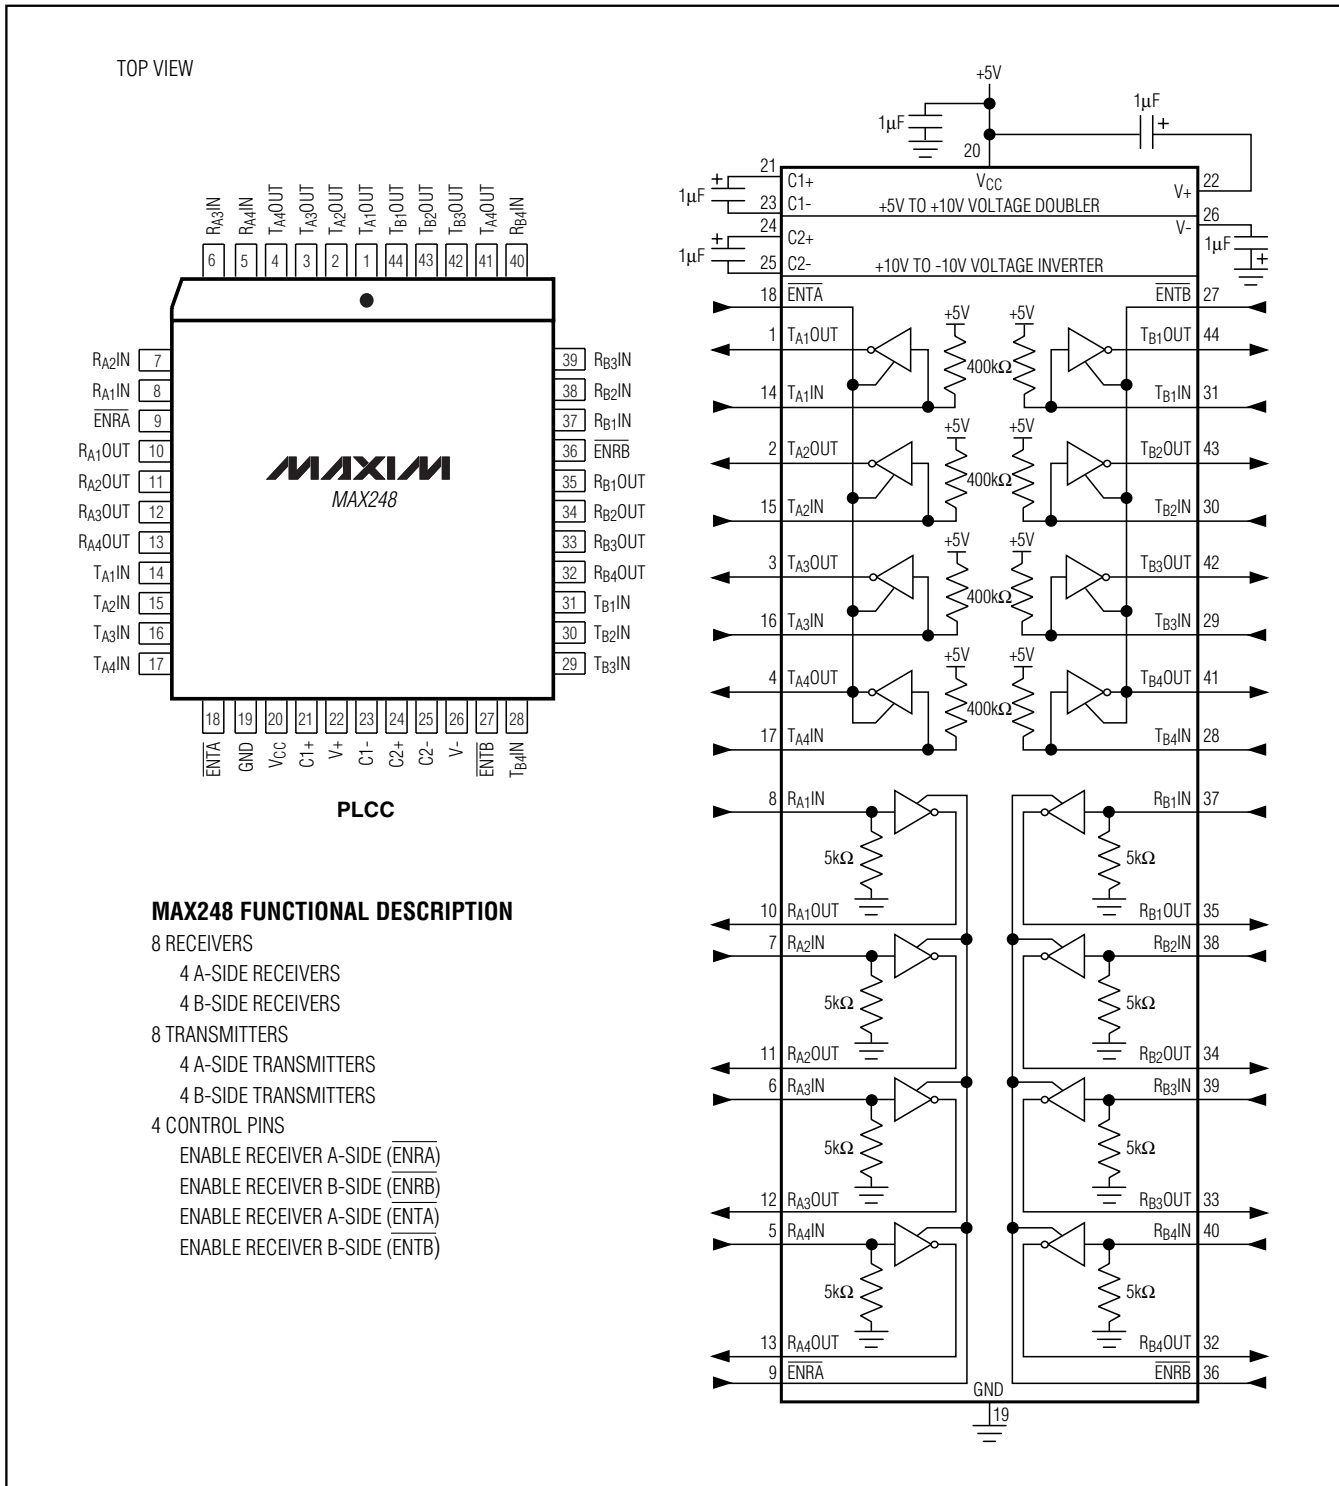 TOP VIEW
RA3IN
RA4IN
TA4OUT
TA3OUT
TA2OUT
TA1OUT
TB1OUT
TB2OUT
TB3OUT
TA4OUT
RB4IN
6 5 4 3 2 1 44 43 42 41 40
RA2IN 7
RA1IN 8
ENRA 9
RA1OUT 10
RA2OUT 11
RA3OUT 12
RA4OUT 13
TA1IN 14
TA2IN 15
TA3IN 16
TA4IN 17
MAXIM
MAX248
39 RB3IN
38 RB2IN
37 RB1IN
36 ENRB
35 RB1OUT
34 RB2OUT
33 RB3OUT
32 RB4OUT
31 TB1IN
30 TB2IN
29 TB3IN
18 19 20 21 22 23 24 25 26 27 28
ENTA
GND
VCC
C1+
V+
C1-
C2+
C2-
V-
ENTB
TB4IN
PLCC
MAX248 FUNCTIONAL DESCRIPTION
8 RECEIVERS
4 A-SIDE RECEIVERS
4 B-SIDE RECEIVERS
8 TRANSMITTERS
4 A-SIDE TRANSMITTERS
4 B-SIDE TRANSMITTERS
4 CONTROL PINS
ENABLE RECEIVER A-SIDE (ENRA)
ENABLE RECEIVER B-SIDE (ENRB)
ENABLE RECEIVER A-SIDE (ENTA)
ENABLE RECEIVER B-SIDE (ENTB)
+5V
1µF
1µF +
20
21 C1+ VCC V+ 22
+ 1µF
23 C1- +5V TO +10V VOLTAGE DOUBLER
V- 26
24 C2+
+ 1µF
1µF +
25 C2- +10V TO -10V VOLTAGE INVERTER
18 ENTA ENTB 27
+5V +5V
1 TA1OUT TB1OUT 44
400kΩ
14 TA1IN TB1IN 31
+5V +5V
2 TA2OUT TB2OUT 43
400kΩ
15 TA2IN TB2IN 30
+5V +5V
3 TA3OUT TB3OUT 42
400kΩ
16 TA3IN TB3IN 29
+5V +5V
4 TA4OUT TB4OUT 41
400kΩ
17 TA4IN TB4IN 28
8 RA1IN RB1IN 37
5kΩ 5kΩ
10 RA1OUT RB1OUT 35
7 RA2IN RB2IN 38
5kΩ 5kΩ
11 RA2OUT RB2OUT 34
6 RA3IN RB3IN 39
5kΩ 5kΩ
12 RA3OUT RB3OUT 33
5 RA4IN RB4IN 40
5kΩ 5kΩ
13 RA4OUT RB4OUT 32
9 ENRA ENRB 36
GND
19